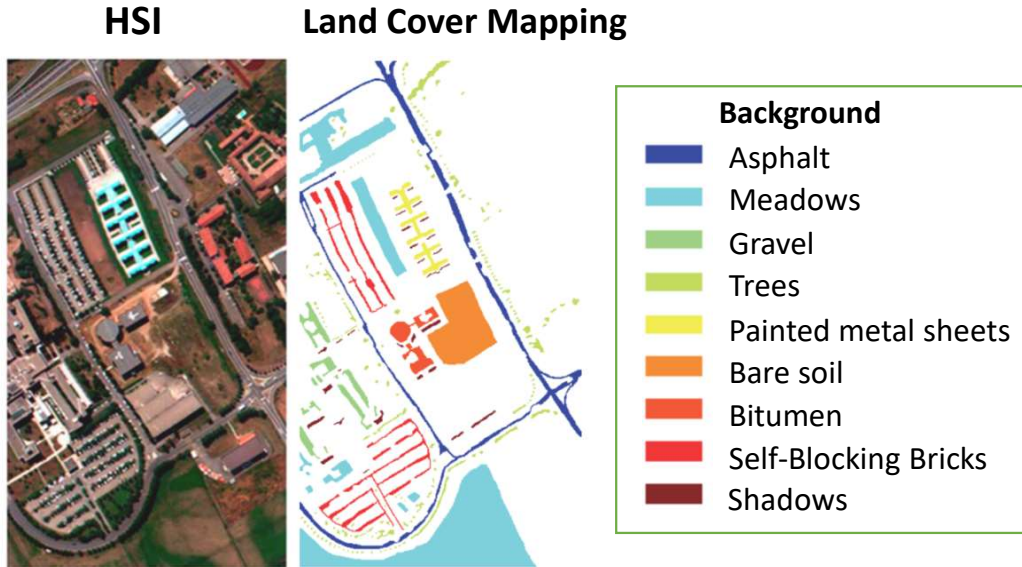 HSI
Land Cover Mapping
Background
Asphalt
Meadows
Gravel
Trees
Painted metal sheets
Bare soil
Bitumen
Self-Blocking Bricks
Shadows